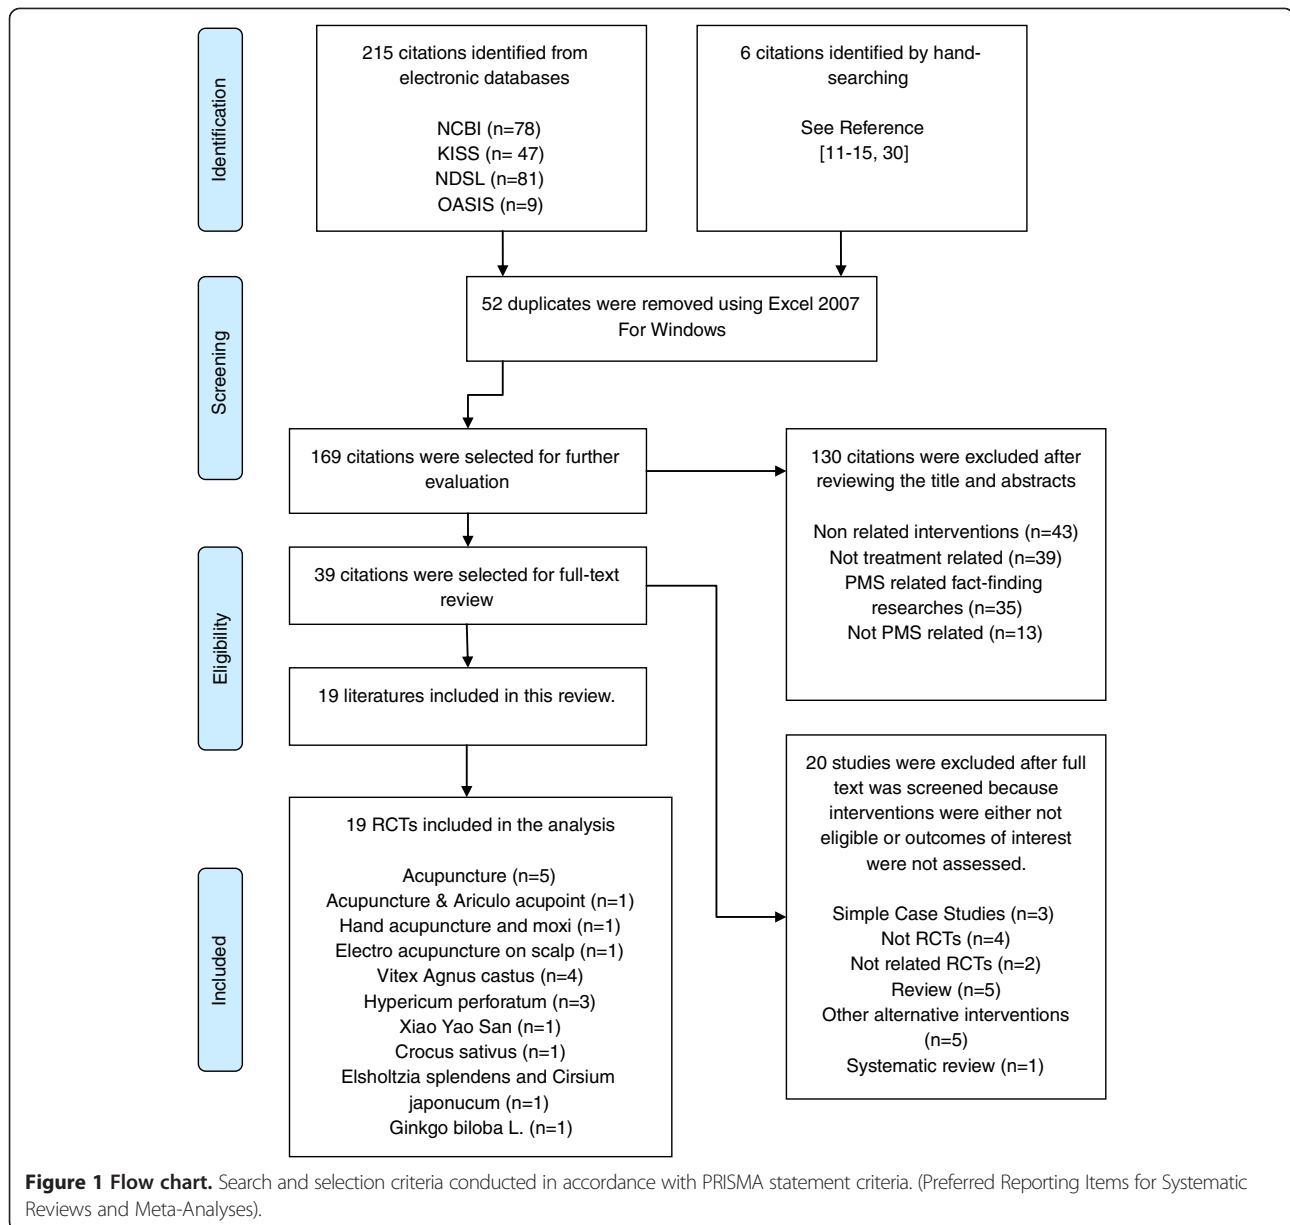 Identification
215 citations identified from
electronic databases
NCBI (n=78)
KISS (n= 47)
NDSL (n=81)
OASIS (n=9)
6 citations identified by hand-
searching
See Reference
[11-15, 30]
Screening
52 duplicates were removed using Excel 2007
For Windows
169 citations were selected for further
evaluation
130 citations were excluded after
reviewing the title and abstracts
Non related interventions (n=43)
Not treatment related (n=39)
PMS related fact-finding
researches (n=35)
Not PMS related (n=13)
Eligibility
39 citations were selected for full-text
review
19 literatures included in this review.
20 studies were excluded after full
text was screened because
interventions were either not
eligible or outcomes of interest
were not assessed.
Simple Case Studies (n=3)
Not RCTs (n=4)
Not related RCTs (n=2)
Review (n=5)
Other alternative interventions
(n=5)
Systematic review (n=1)
Included
19 RCTs included in the analysis
Acupuncture (n=5)
Acupuncture & Ariculo acupoint (n=1)
Hand acupuncture and moxi (n=1)
Electro acupuncture on scalp (n=1)
Vitex Agnus castus (n=4)
Hypericum perforatum (n=3)
Xiao Yao San (n=1)
Crocus sativus (n=1)
Elsholtzia splendens and Cirsium
japonucum (n=1)
Ginkgo biloba L. (n=1)
Figure 1 Flow chart. Search and selection criteria conducted in accordance with PRISMA statement criteria. (Preferred Reporting Items for Systematic
Reviews and Meta-Analyses).